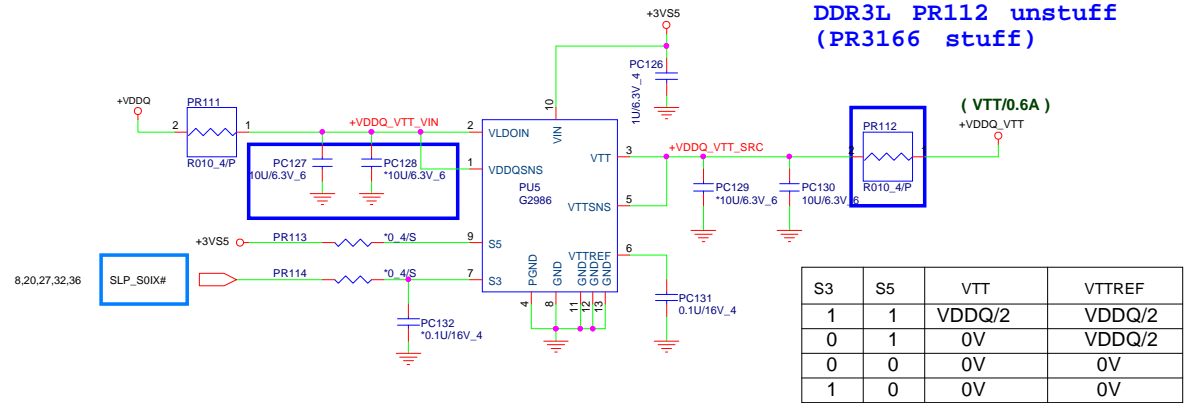 DDR3L PR112 unstuff
(PR3166 stuff)
+3VS5
PC126
1U/6.3V_4
10
VIN
+VDDQ
PR111
2
1
R010_4/P
+VDDQ_VTT_VIN
2
VLDOIN
PC127
10U/6.3V_6
PC128
*10U/6.3V_6
1
VDDQSNS
PU5
G2986
VTT
3
+VDDQ_VTT_SRC
VTTSNS
5
PC129
*10U/6.3V_6
PC130
10U/6.3V_6
( VTT/0.6A )
+VDDQ_VTT
PR112
2
1
R010_4/P
+3VS5
PR113
*0_4/S
9
S5
8,20,27,32,36
SLP_S0IX#
PR114
*0_4/S
7
S3
VTTREF
6
PC131
0.1U/16V_4
PC132
*0.1U/16V_4
PGND
GND
GND
GND
GND
4
8
11
12
13
S3 S5 VTT VTTREF
1 1 VDDQ/2 VDDQ/2
0 1 0V VDDQ/2
0 0 0V 0V
1 0 0V 0V